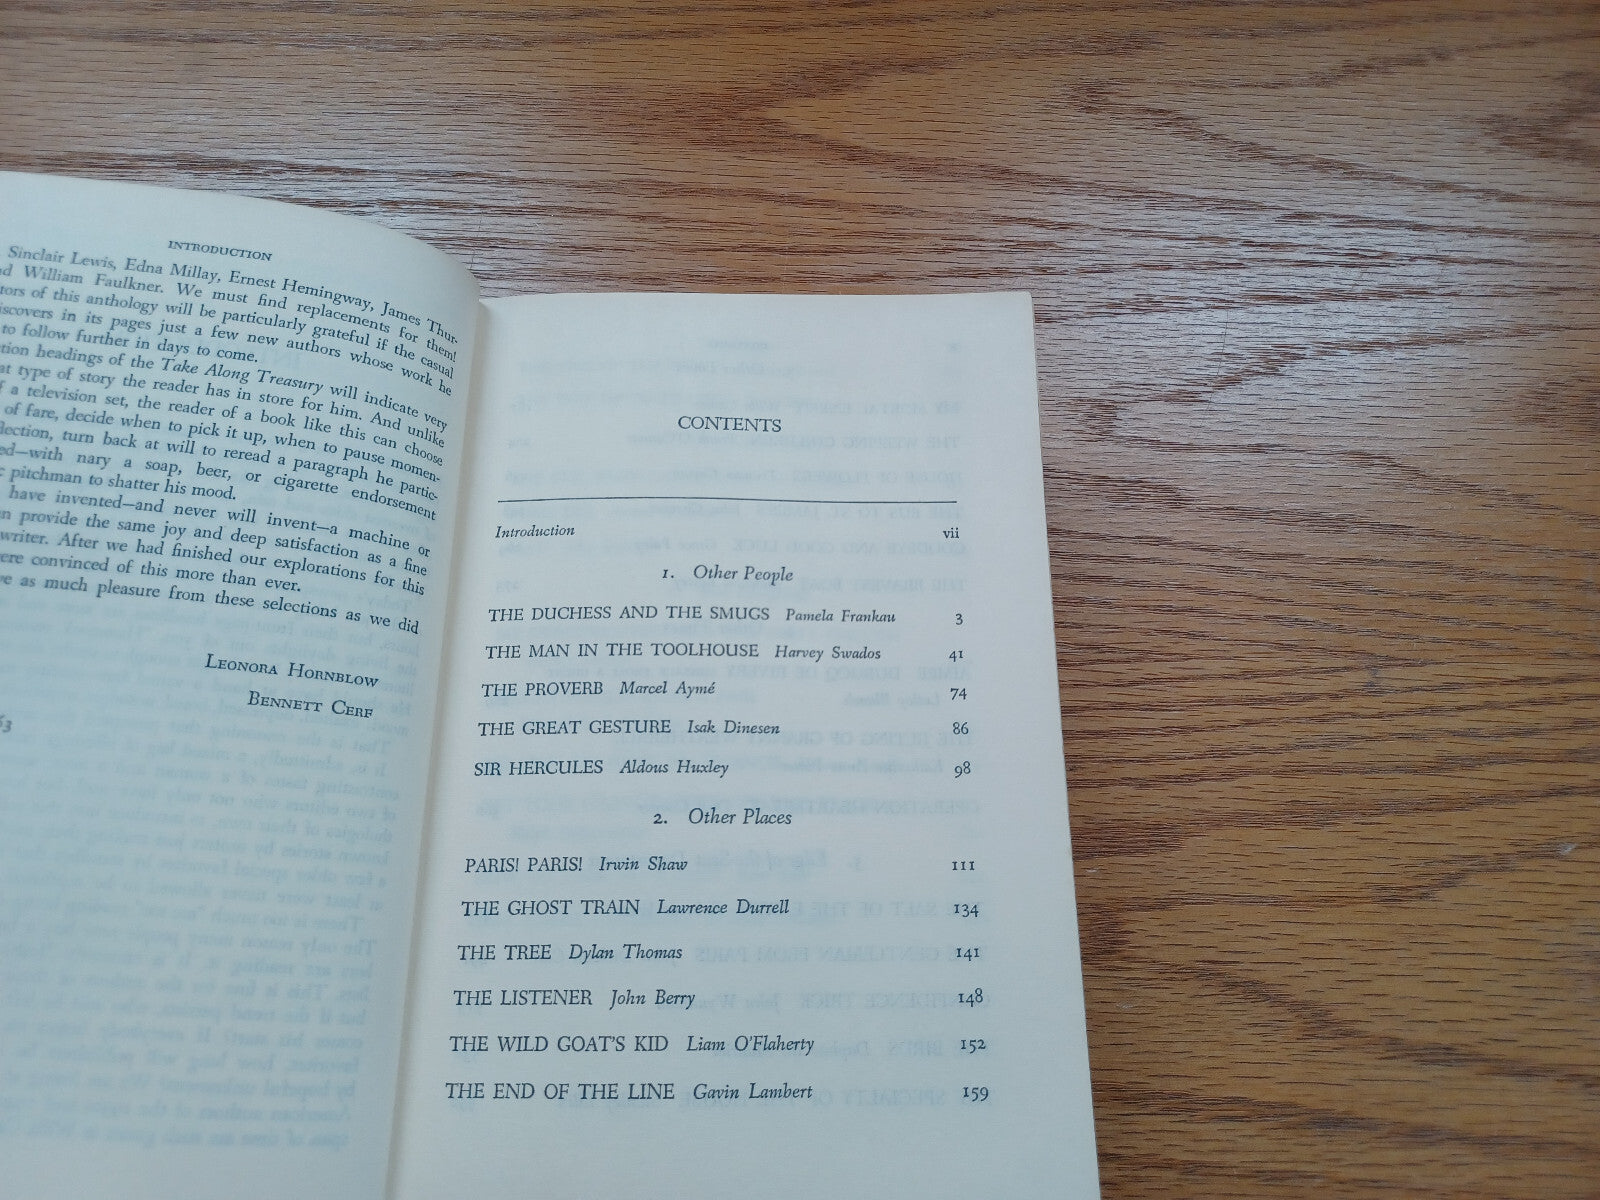 INTRODUCTION
Sinclair Lewis, Edna Millay, Ernest Hemingway, James Thur-
William Faulkner. We must find replacements for them!
of this anthology will be particularly grateful if the casual
in its pages just a few new authors whose work he
to follow further in days to come.
headings of the Take Along Treasury will indicate very
type of story the reader has in store for him. And unlike
a television set, the reader of a book like this can choose
of fare, decide when to pick it up, when to pause momen-
turn back at will to reread a paragraph he partic-
with nary a soap, beer, or cigarette endorsement
pitchman to shatter his mood.
have invented—and never will invent—a machine or
provide the same joy and deep satisfaction as a fine
writer. After we had finished our explorations for this
convinced of this more than ever.
as much pleasure from these selections as we did
Leonora Hornblow
Bennett Cerf
CONTENTS
Introduction vii
1. Other People
THE DUCHESS AND THE SMUGS Pamela Frankau 3
THE MAN IN THE TOOLHOUSE Harvey Swados 41
THE PROVERB Marcel Aymé 74
THE GREAT GESTURE Isak Dinesen 86
SIR HERCULES Aldous Huxley 98
2. Other Places
PARIS! PARIS! Irwin Shaw 111
THE GHOST TRAIN Lawrence Durrell 134
THE TREE Dylan Thomas 141
THE LISTENER John Berry 148
THE WILD GOAT'S KID Liam O'Flaherty 152
THE END OF THE LINE Gavin Lambert 159